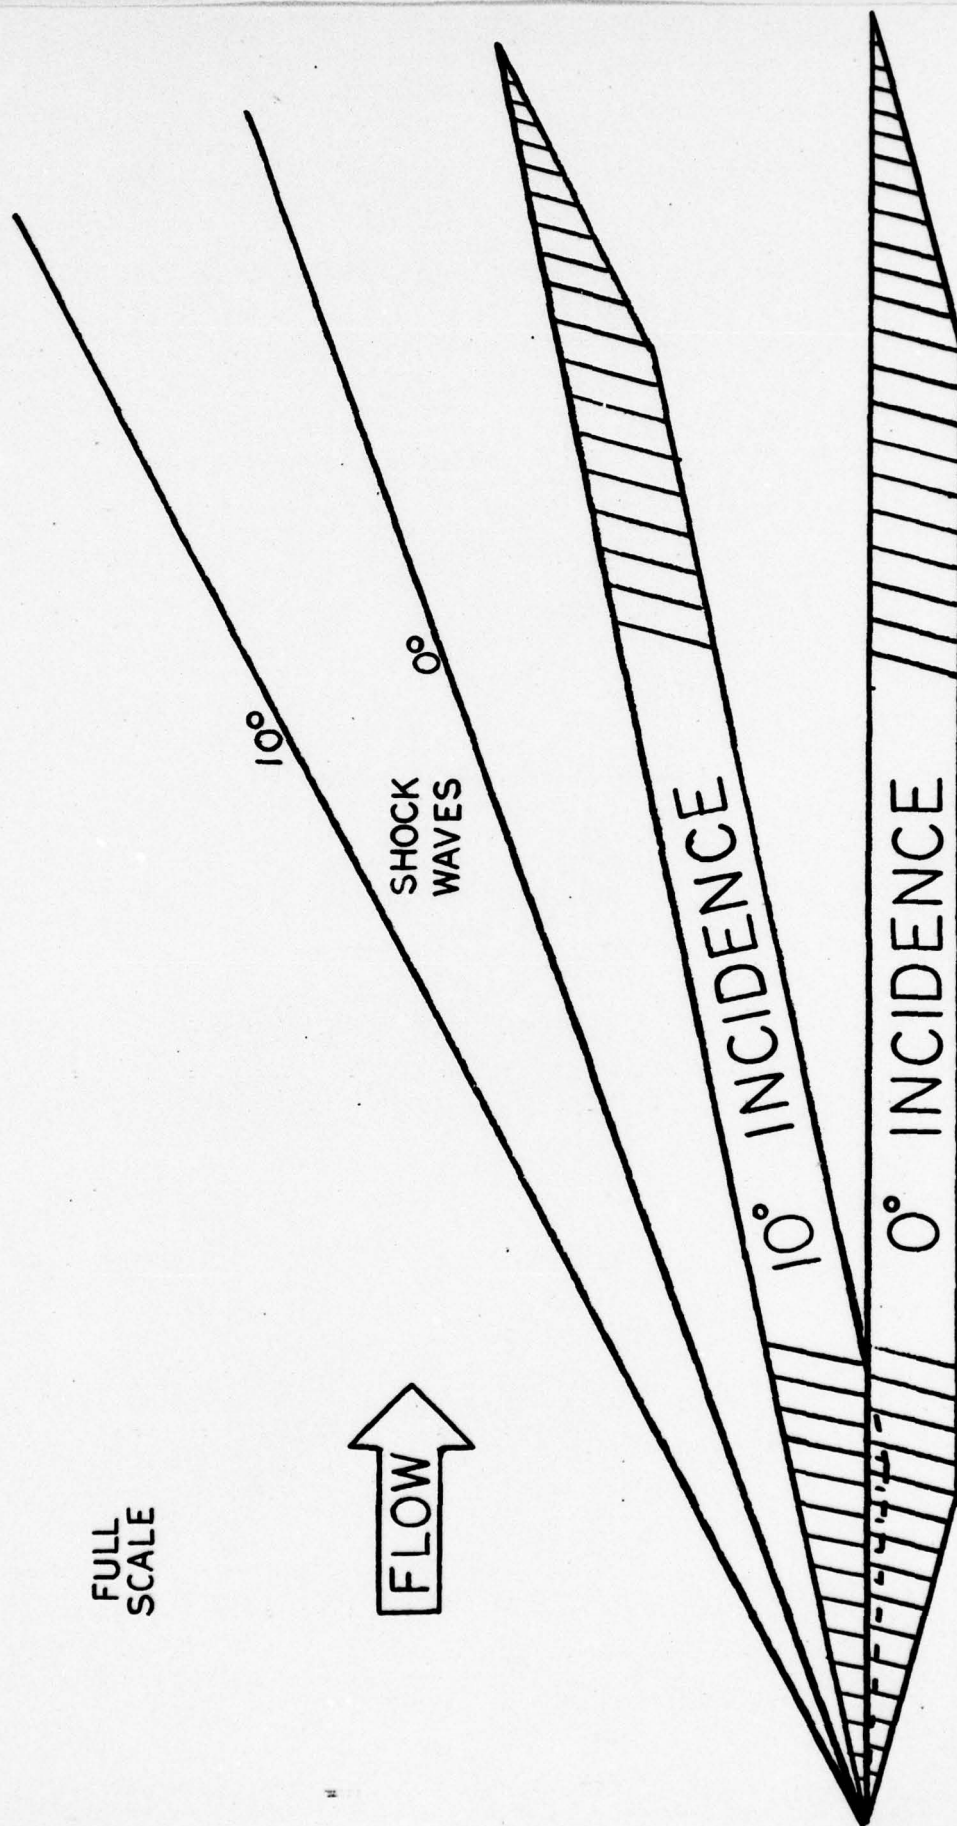 FULL
SCALE
FLOW
10°
0°
SHOCK
WAVES
10° INCIDENCE
0° INCIDENCE